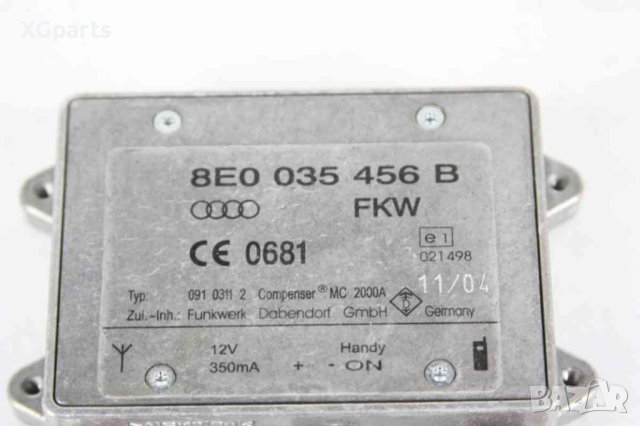 XGparts
8E0 035 456 B
FKW
CE 0681
e1
021498
11/04
Typ: 091 0311 2 Compenser® MC 2000A
Zul.-Inh.: Funkwerk Dabendorf GmbH Germany
12V Handy
350mA + - ON
bazar